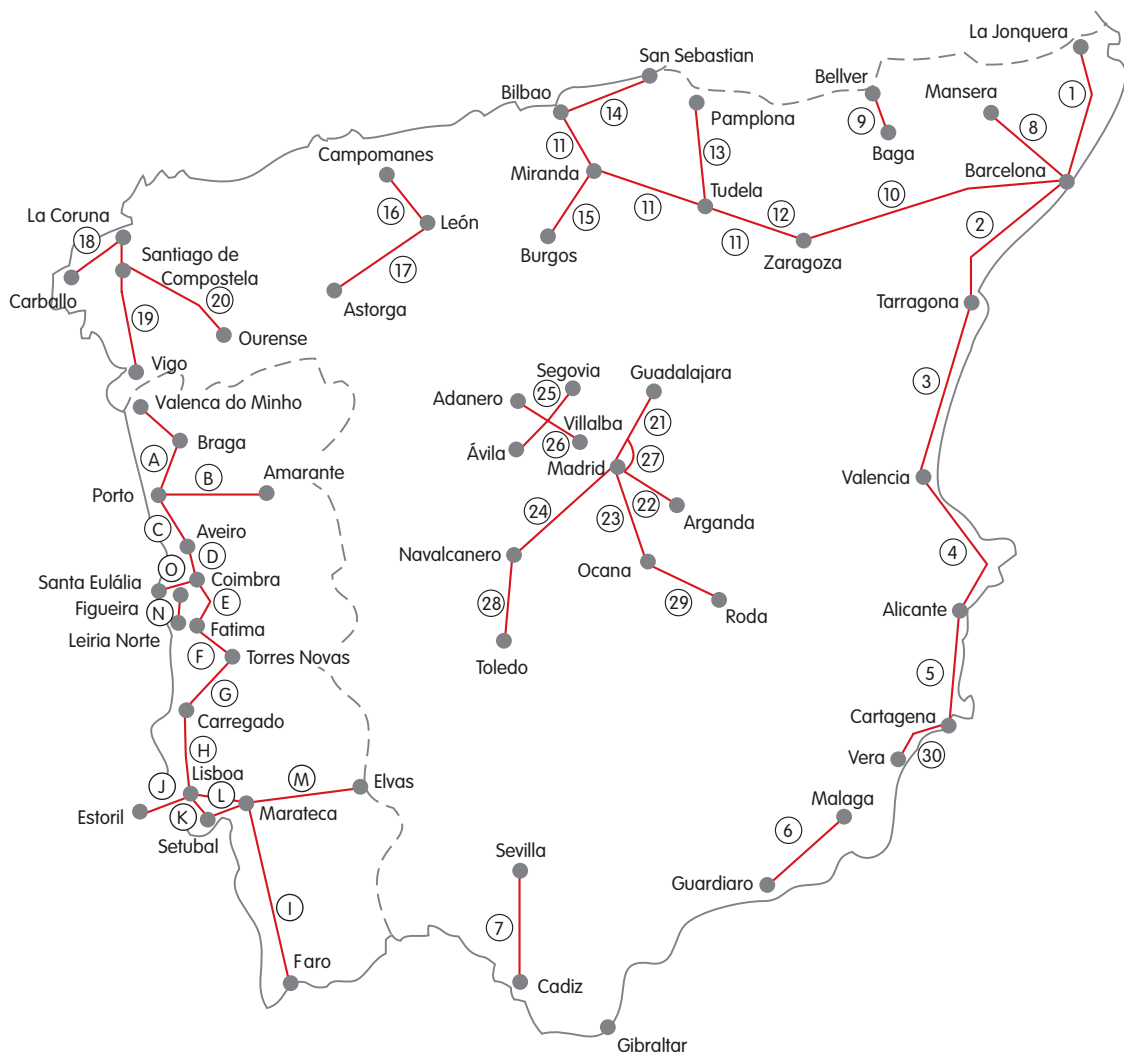 La Jonquera
San Sebastian
Bellver
Mansera
1
Bilbao
14
Pamplona
9
8
11
13
Baga
Campomanes
Miranda
Barcelona
10
Tudela
16
15
11
12
2
La Coruna
León
11
18
Santiago de
Compostela
Burgos
Zaragoza
17
Carballo
20
Astorga
Tarragona
19
Ourense
Vigo
Segovia
Guadalajara
3
25
Adanero
Valenca do Minho
21
Villalba
26
Braga
Ávila
27
A
Madrid
Amarante
B
Valencia
Porto
22
24
23
Arganda
C
Aveiro
D
Navalcanero
4
O
Ocana
Santa Eulália
Coimbra
Figueira
E
28
29
N
Alicante
Leiria Norte
Fatima
Roda
F
Torres Novas
Toledo
5
G
Carregado
Cartagena
H
Vera
30
Lisboa
J
L
M
Elvas
Malaga
Estoril
K
Marateca
Setubal
6
Sevilla
Guardiaro
I
7
Faro
Cadiz
Gibraltar